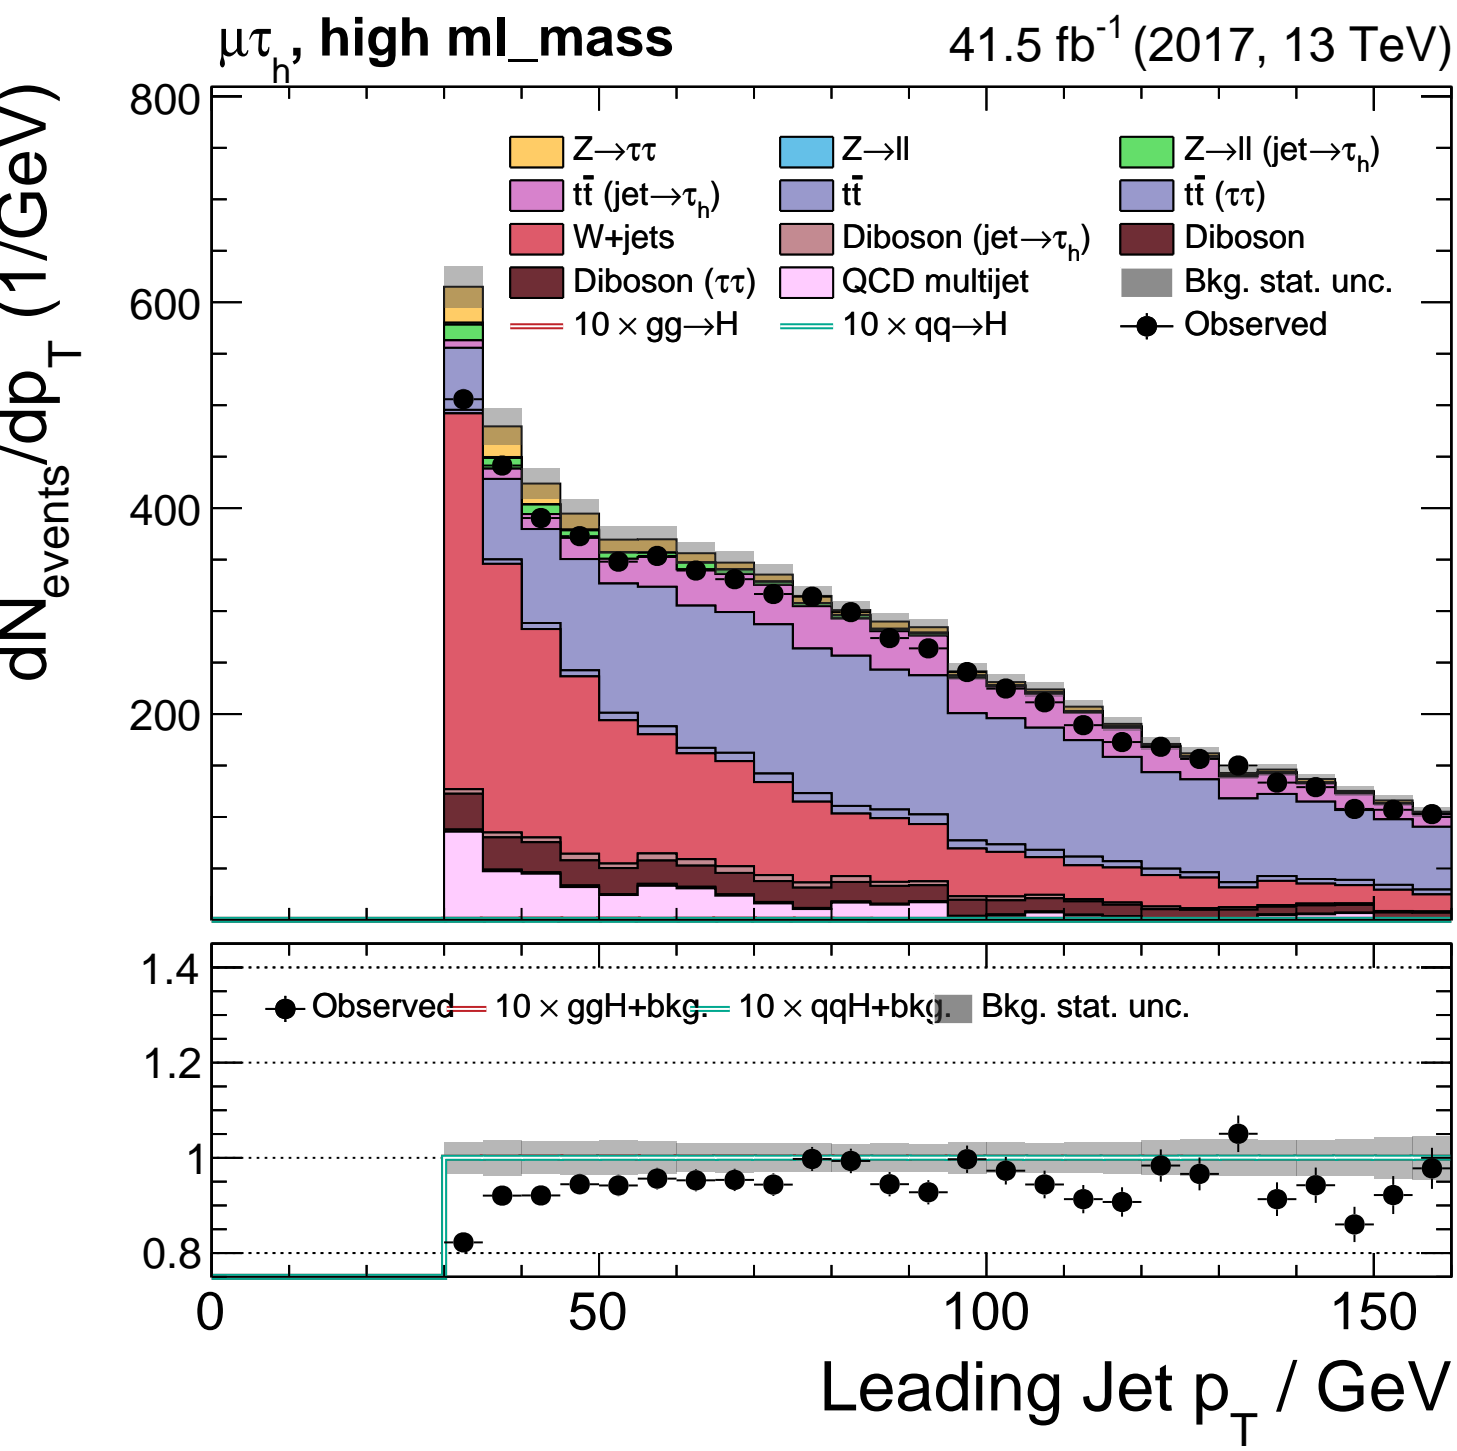 μτh, high ml_mass 41.5 fb-1 (2017, 13 TeV)
dNevents/dpT (1/GeV)
800
600
400
200
Z→ττ Z→ll Z→ll (jet→τh)
tt̄ (jet→τh) tt̄ tt̄ (ττ)
W+jets Diboson (jet→τh) Diboson
Diboson (ττ) QCD multijet Bkg. stat. unc.
10 × gg→H 10 × qq→H Observed
1.4
Observed 10 × ggH+bkg. 10 × qqH+bkg. Bkg. stat. unc.
1.2
1
0.8
0 50 100 150
Leading Jet pT / GeV